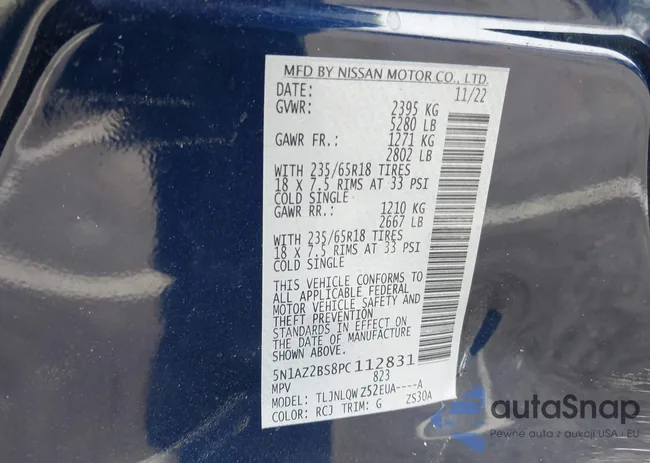 MFD BY NISSAN MOTOR CO., LTD.
DATE: 11/22
GVWR: 2395 KG
5280 LB
GAWR FR.: 1271 KG
2802 LB
WITH 235/65R18 TIRES
18 X 7.5 RIMS AT 33 PSI
COLD SINGLE
GAWR RR.: 1210 KG
2667 LB
WITH 235/65R18 TIRES
18 X 7.5 RIMS AT 33 PSI
COLD SINGLE
THIS VEHICLE CONFORMS TO
ALL APPLICABLE FEDERAL
MOTOR VEHICLE SAFETY AND
THEFT PREVENTION
STANDARDS IN EFFECT ON
THE DATE OF MANUFACTURE
SHOWN ABOVE.
5N1AZ2BS8PC112831
MPV 823
MODEL: TLJNLQWZ52EUA----A
COLOR: RCJ TRIM: G ZS30A
autoSnap
Pewne auta z aukcji USA i EU